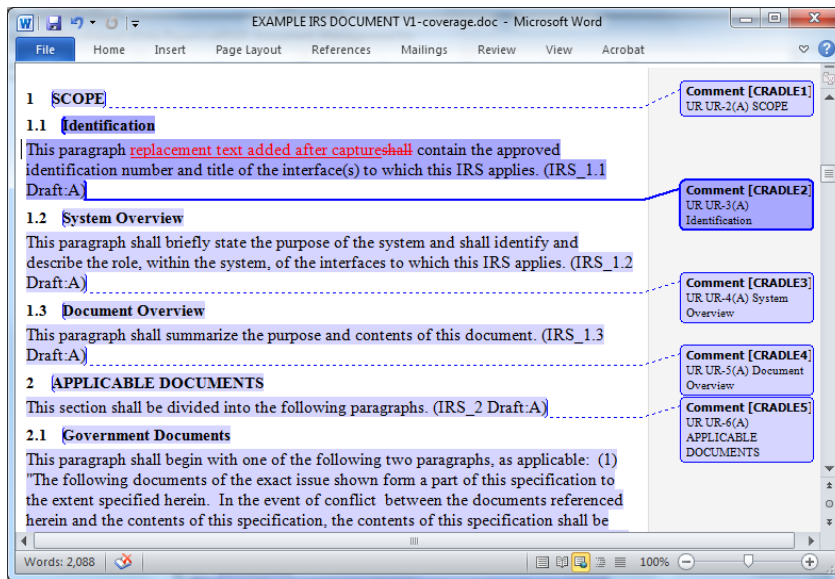 EXAMPLE IRS DOCUMENT V1-coverage.doc - Microsoft Word
File Home Insert Page Layout References Mailings Review View Acrobat
1 SCOPE
Comment [CRADLE1]
UR UR-2(A) SCOPE
1.1 Identification
This paragraph replacement text added after captureshall contain the approved
identification number and title of the interface(s) to which this IRS applies. (IRS_1.1
Draft:A)
Comment [CRADLE2]
UR UR-3(A)
Identification
1.2 System Overview
This paragraph shall briefly state the purpose of the system and shall identify and
describe the role, within the system, of the interfaces to which this IRS applies. (IRS_1.2
Draft:A)
Comment [CRADLE3]
UR UR-4(A) System
Overview
1.3 Document Overview
This paragraph shall summarize the purpose and contents of this document. (IRS_1.3
Draft:A)
Comment [CRADLE4]
UR UR-5(A) Document
Overview
2 APPLICABLE DOCUMENTS
This section shall be divided into the following paragraphs. (IRS_2 Draft:A)
Comment [CRADLE5]
UR UR-6(A)
APPLICABLE
DOCUMENTS
2.1 Government Documents
This paragraph shall begin with one of the following two paragraphs, as applicable: (1)
"The following documents of the exact issue shown form a part of this specification to
the extent specified herein. In the event of conflict between the documents referenced
herein and the contents of this specification, the contents of this specification shall be
Words: 2,088
100%